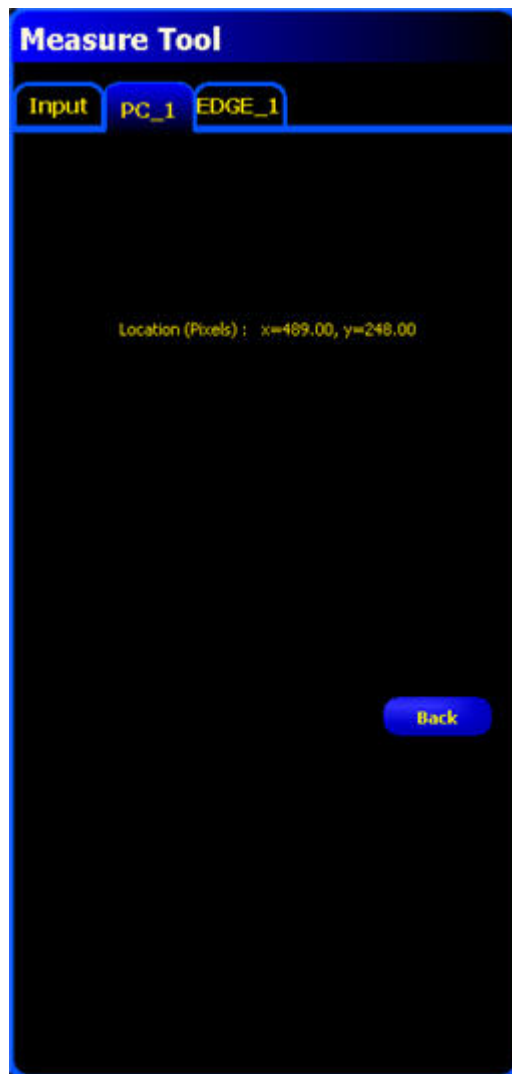 Measure Tool
Input PC_1 EDGE_1
Location (Pixels) : x=489.00, y=248.00
Back